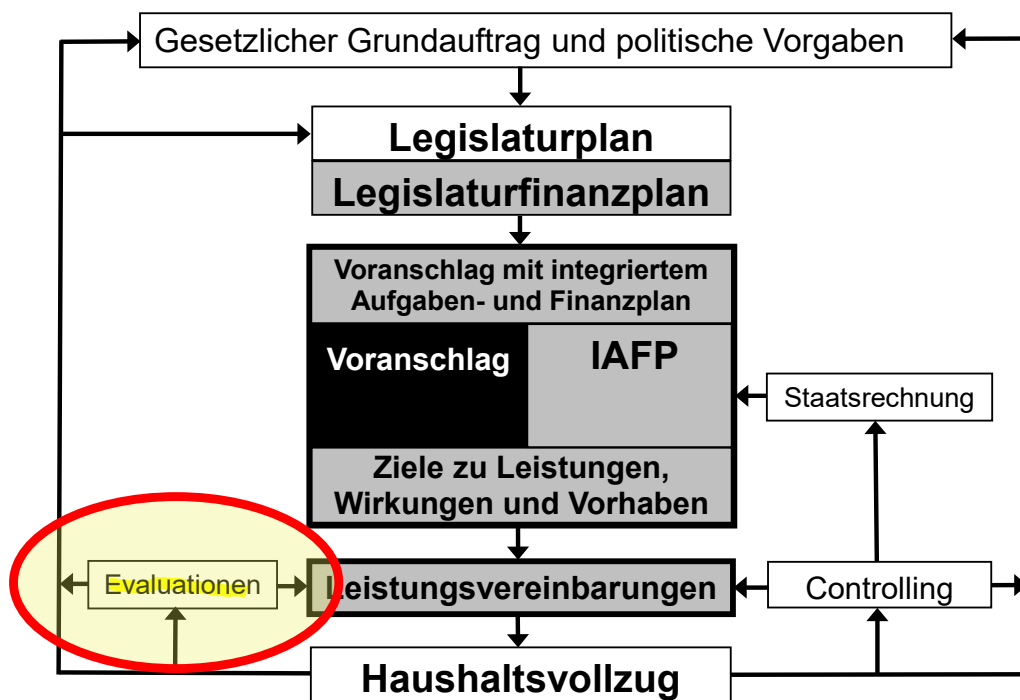 Gesetzlicher Grundauftrag und politische Vorgaben
Legislaturplan
Legislaturfinanzplan
Voranschlag mit integriertem
Aufgaben- und Finanzplan
Voranschlag
IAFP
Staatsrechnung
Ziele zu Leistungen,
Wirkungen und Vorhaben
Evaluationen
Leistungsvereinbarungen
Controlling
Haushaltsvollzug